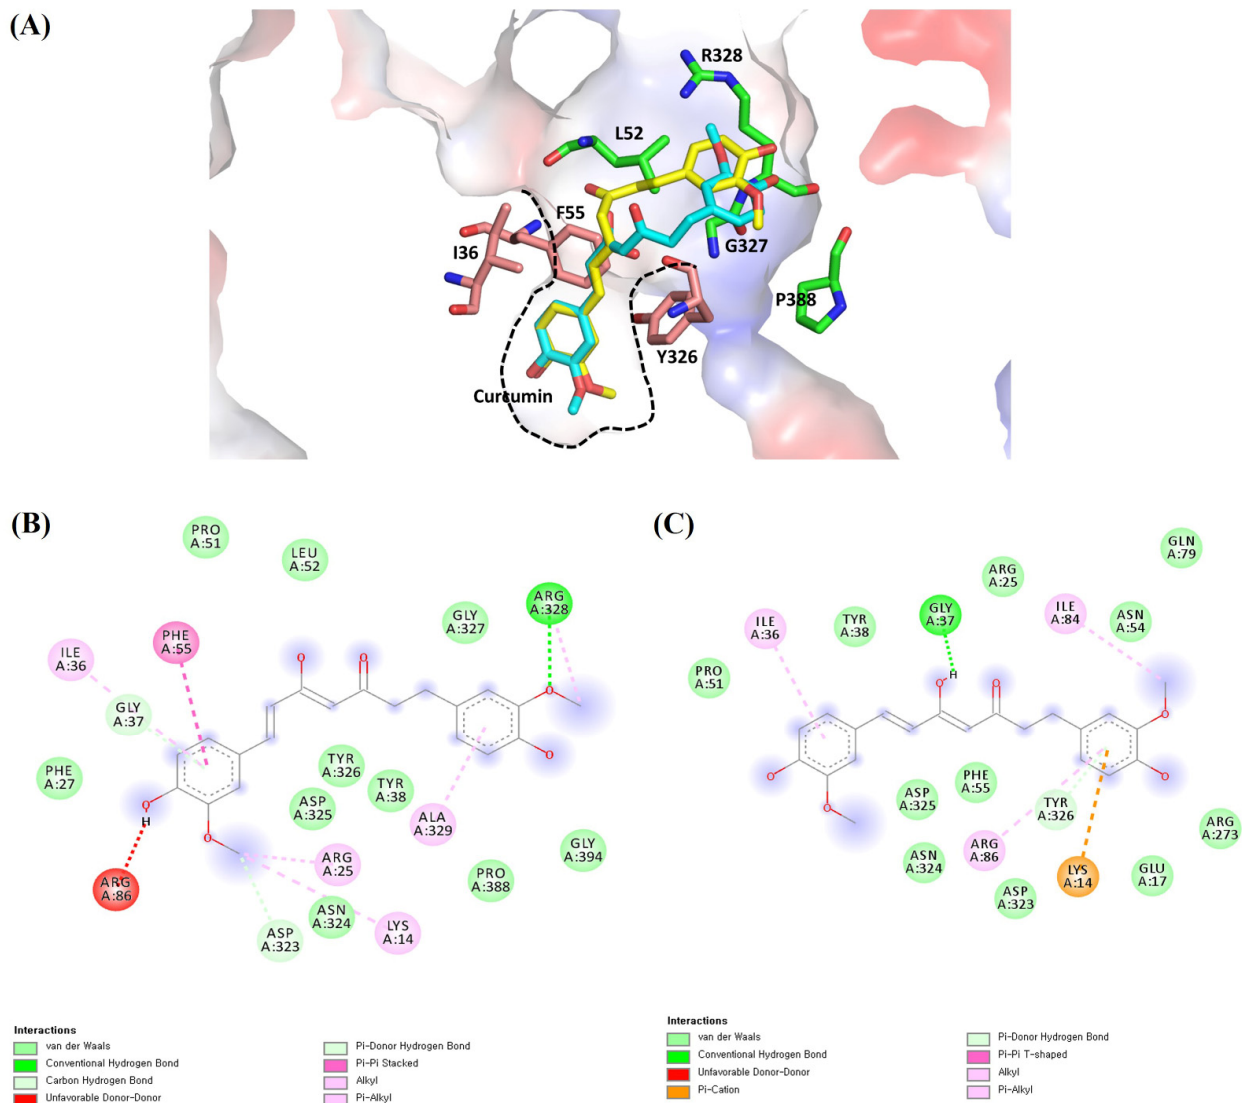 (A)
R328
L52
F55
I36
G327
P388
Y326
Curcumin
(B)
PRO
A:51
LEU
A:52
ARG
A:328
GLY
A:327
PHE
A:55
ILE
A:36
GLY
A:37
O
O
O
PHE
A:27
TYR
A:326
TYR
A:38
O
O
H
ASP
A:325
ALA
A:329
GLY
A:394
O
ARG
A:25
PRO
A:388
ARG
A:86
ASN
A:324
ASP
A:323
LYS
A:14
Interactions
van der Waals
Conventional Hydrogen Bond
Carbon Hydrogen Bond
Unfavorable Donor-Donor
Pi-Donor Hydrogen Bond
Pi-Pi Stacked
Alkyl
Pi-Alkyl
(C)
GLN
A:79
ARG
A:25
ILE
A:84
ASN
A:54
GLY
A:37
TYR
A:38
ILE
A:36
PRO
A:51
H
O
O
O
O
O
O
PHE
A:55
ASP
A:325
TYR
A:326
ARG
A:273
ASN
A:324
ARG
A:86
LYS
A:14
GLU
A:17
ASP
A:323
Interactions
van der Waals
Conventional Hydrogen Bond
Unfavorable Donor-Donor
Pi-Cation
Pi-Donor Hydrogen Bond
Pi-Pi T-shaped
Alkyl
Pi-Alkyl